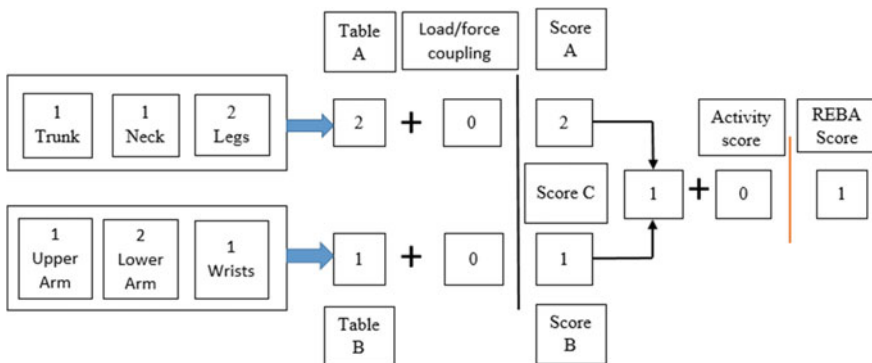 Table
A
Load/force
coupling
Score
A
1
Trunk
1
Neck
2
Legs
2
+
0
2
Activity
score
REBA
Score
Score C
1
+
0
1
1
Upper
Arm
2
Lower
Arm
1
Wrists
1
+
0
1
Table
B
Score
B